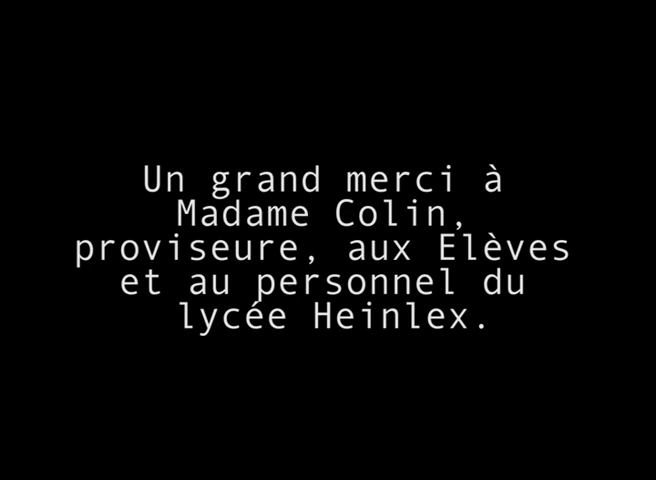 Un grand merci à
Madame Colin,
proviseure, aux Elèves
et au personnel du
lycée Heinlex.